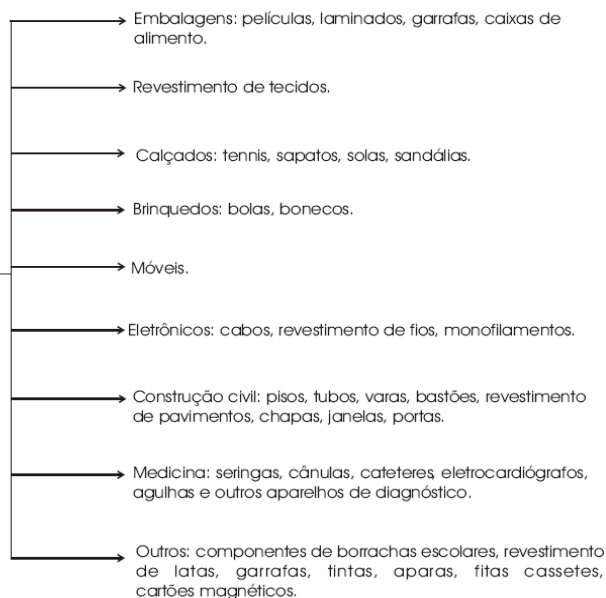 Embalagens: películas, laminados, garrafas, caixas de
alimento.
Revestimento de tecidos.
Calçados: tennis, sapatos, solas, sandálias.
Brinquedos: bolas, bonecos.
Móveis.
Eletrônicos: cabos, revestimento de fios, monofilamentos.
Construção civil: pisos, tubos, varas, bastões, revestimento
de pavimentos, chapas, janelas, portas.
Medicina: seringas, cânulas, cateteres, eletrocardiógrafos,
agulhas e outros aparelhos de diagnóstico.
Outros: componentes de borrachas escolares, revestimento
de latas, garrafas, tintas, aparas, fitas cassetes,
cartões magnéticos.